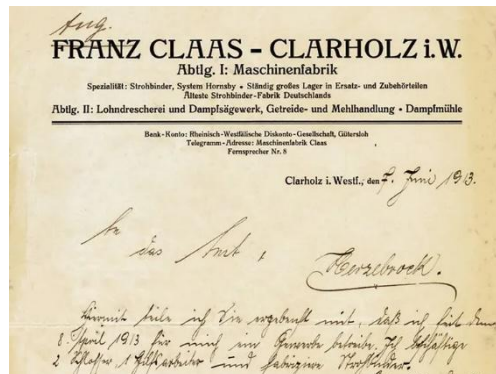 Aug.
FRANZ CLAAS – CLARHOLZ i.W.
Abtlg. I: Maschinenfabrik
Spezialität: Strohbinder, System Hornsby • Ständig großes Lager in Ersatz- und Zubehörteilen
Älteste Strohbinder-Fabrik Deutschlands
Abtlg. II: Lohndrescherei und Dampfsägewerk, Getreide- und Mehlhandlung • Dampfmühle
Bank-Konto: Rheinisch-Westfälische Diskonto-Gesellschaft, Gütersloh
Telegramm-Adresse: Maschinenfabrik Claas
Fernsprecher Nr. 8
Clarholz i. Westf., den 7. Juni 1913.
An
das Amt
Herzebrock.
Hiermit teile ich Sie ergebenst mit, daß ich seit dem
8. April 1913 für mich ein Gewerbe betreibe. Ich beschäftige
2 Schlosser 1 Hilfsarbeiter und fabriziere Strohbinder.